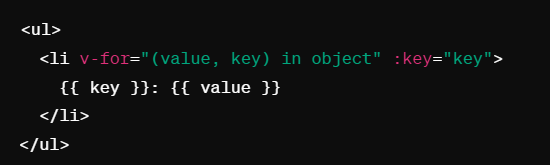 <ul>
  <li v-for="(value, key) in object" :key="key">
    {{ key }}: {{ value }}
  </li>
</ul>